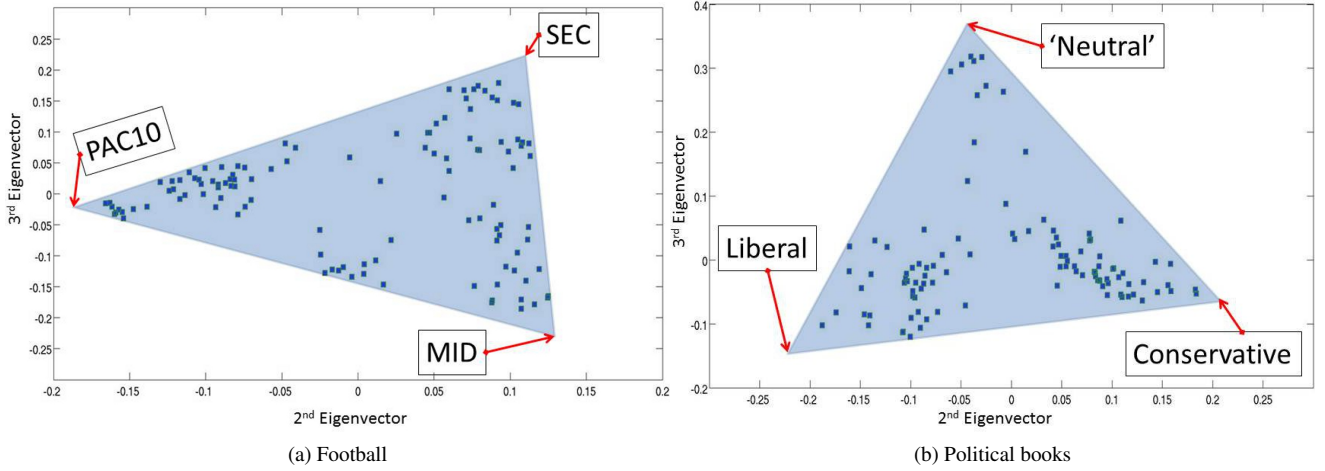 0.25
0.2
0.15
0.1
0.05
0
-0.05
-0.1
-0.15
-0.2
-0.25
3rd Eigenvector
SEC
PAC10
MID
-0.2 -0.15 -0.1 -0.05 0 0.05 0.1 0.15 0.2
2nd Eigenvector
(a) Football
0.4
0.3
0.2
0.1
0
-0.1
-0.2
3rd Eigenvector
'Neutral'
Liberal
Conservative
-0.25 -0.2 -0.15 -0.1 -0.05 0 0.05 0.1 0.15 0.2 0.25
2nd Eigenvector
(b) Political books